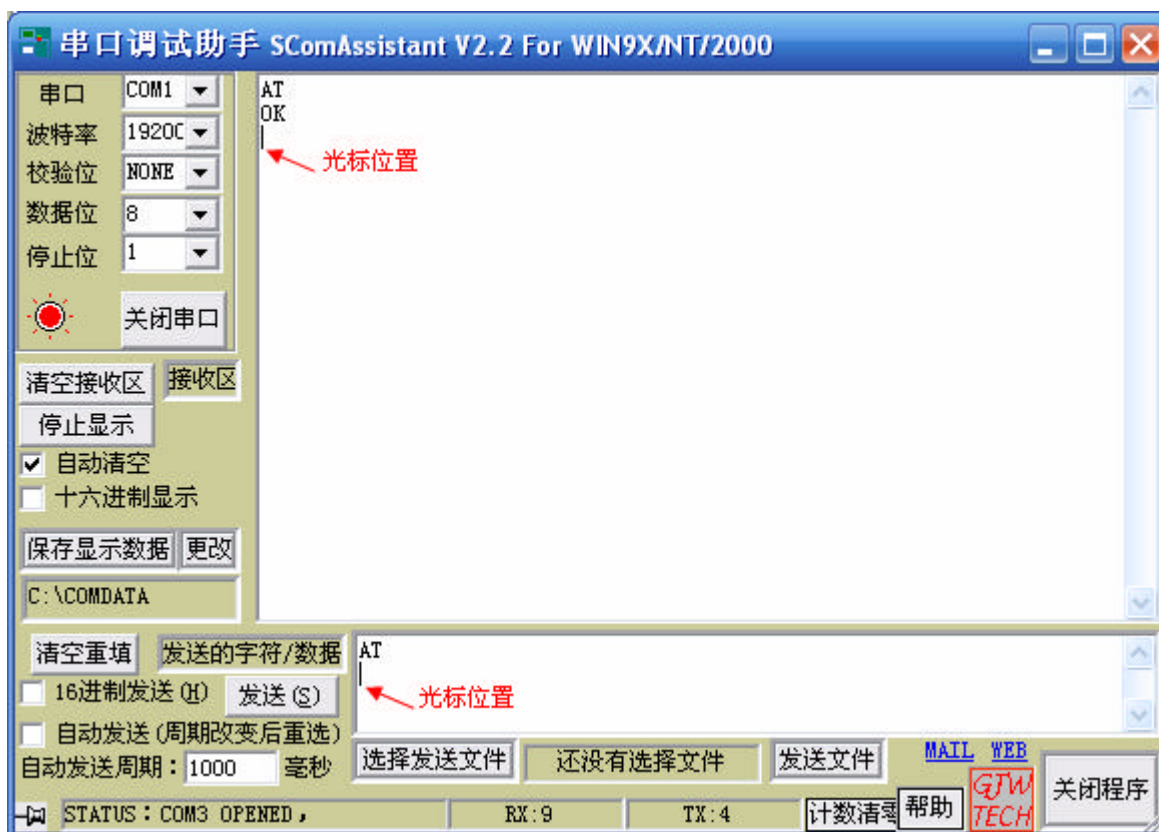 串口调试助手 SComAssistant V2.2 For WIN9X/NT/2000
串口 COM1
波特率 1920C
校验位 NONE
数据位 8
停止位 1
关闭串口
AT
OK
光标位置
清空接收区 接收区
停止显示
自动清空
十六进制显示
保存显示数据 更改
C:\COMDATA
清空重填 发送的字符/数据
AT
光标位置
16进制发送(H) 发送(S)
自动发送(周期改变后重选)
自动发送周期：1000 毫秒
选择发送文件 还没有选择文件 发送文件
MAIL WEB
GJW
TECH
关闭程序
STATUS：COM3 OPENED， RX:9 TX:4 计数清零 帮助